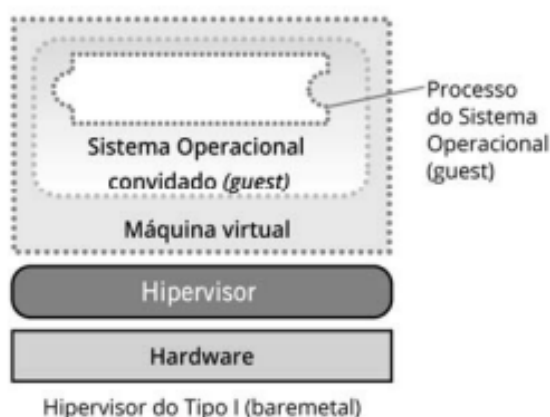 Processo
do Sistema
Operacional
(guest)
Sistema Operacional
convidado (guest)
Máquina virtual
Hipervisor
Hardware
Hipervisor do Tipo I (baremetal)